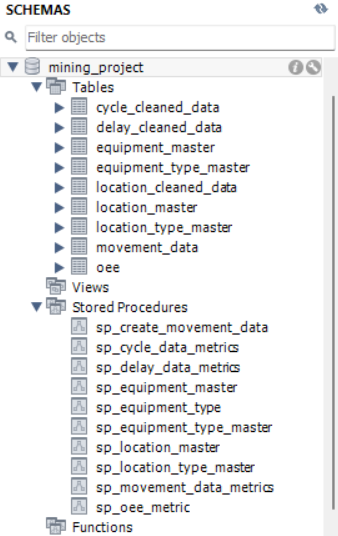 SCHEMAS
Filter objects
mining_project
Tables
cycle_cleaned_data
delay_cleaned_data
equipment_master
equipment_type_master
location_cleaned_data
location_master
location_type_master
movement_data
oee
Views
Stored Procedures
sp_create_movement_data
sp_cycle_data_metrics
sp_delay_data_metrics
sp_equipment_master
sp_equipment_type
sp_equipment_type_master
sp_location_master
sp_location_type_master
sp_movement_data_metrics
sp_oee_metric
Functions